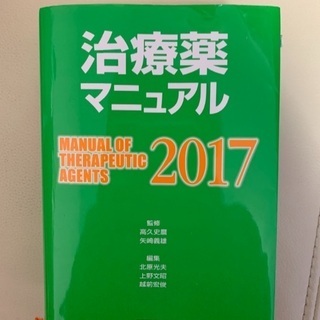 治療薬
マニュアル
MANUAL OF
THERAPEUTIC
AGENTS
2017
監修
高久史麿
矢﨑義雄
編集
北原光夫
上野文昭
越前宏俊